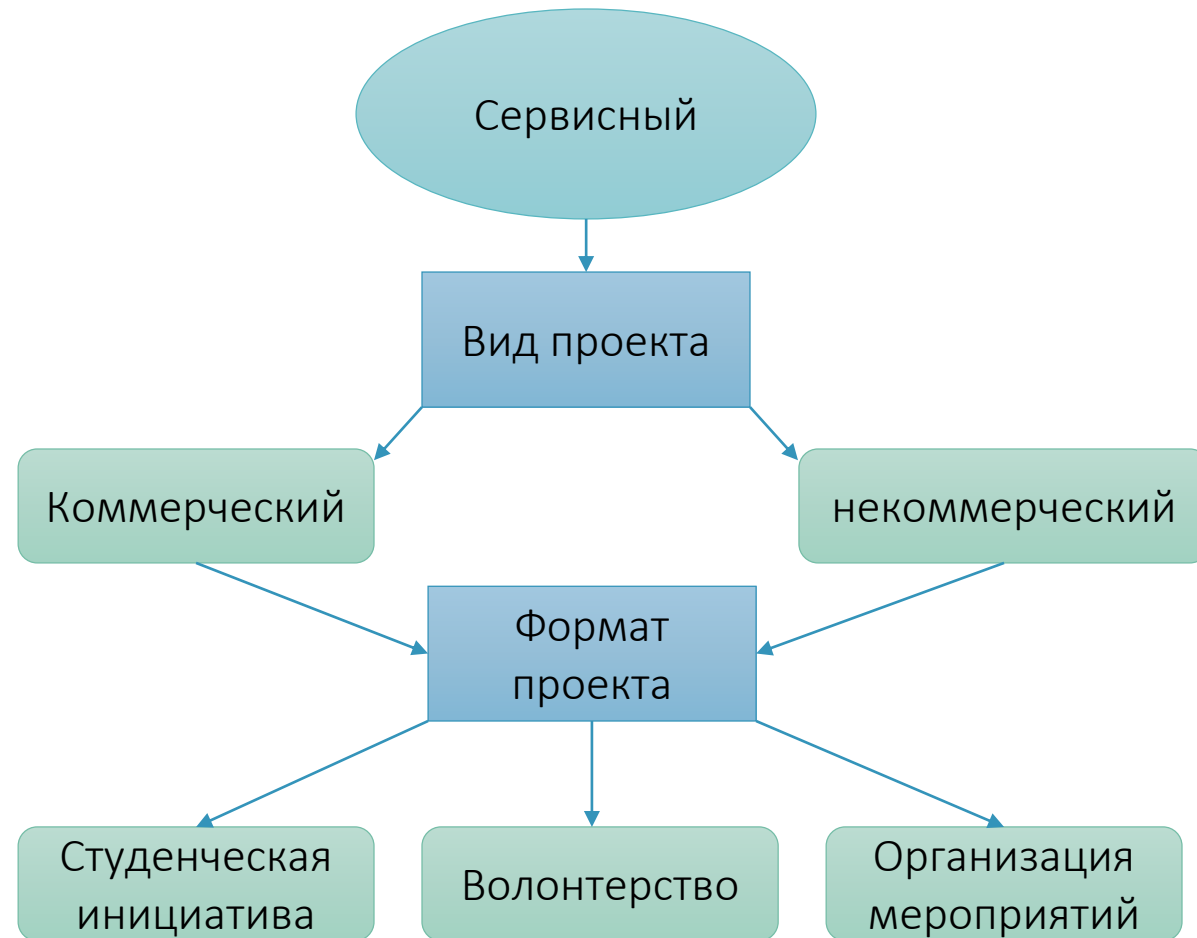 Сервисный
Вид проекта
Коммерческий
некоммерческий
Формат
проекта
Студенческая
инициатива
Волонтерство
Организация
мероприятий